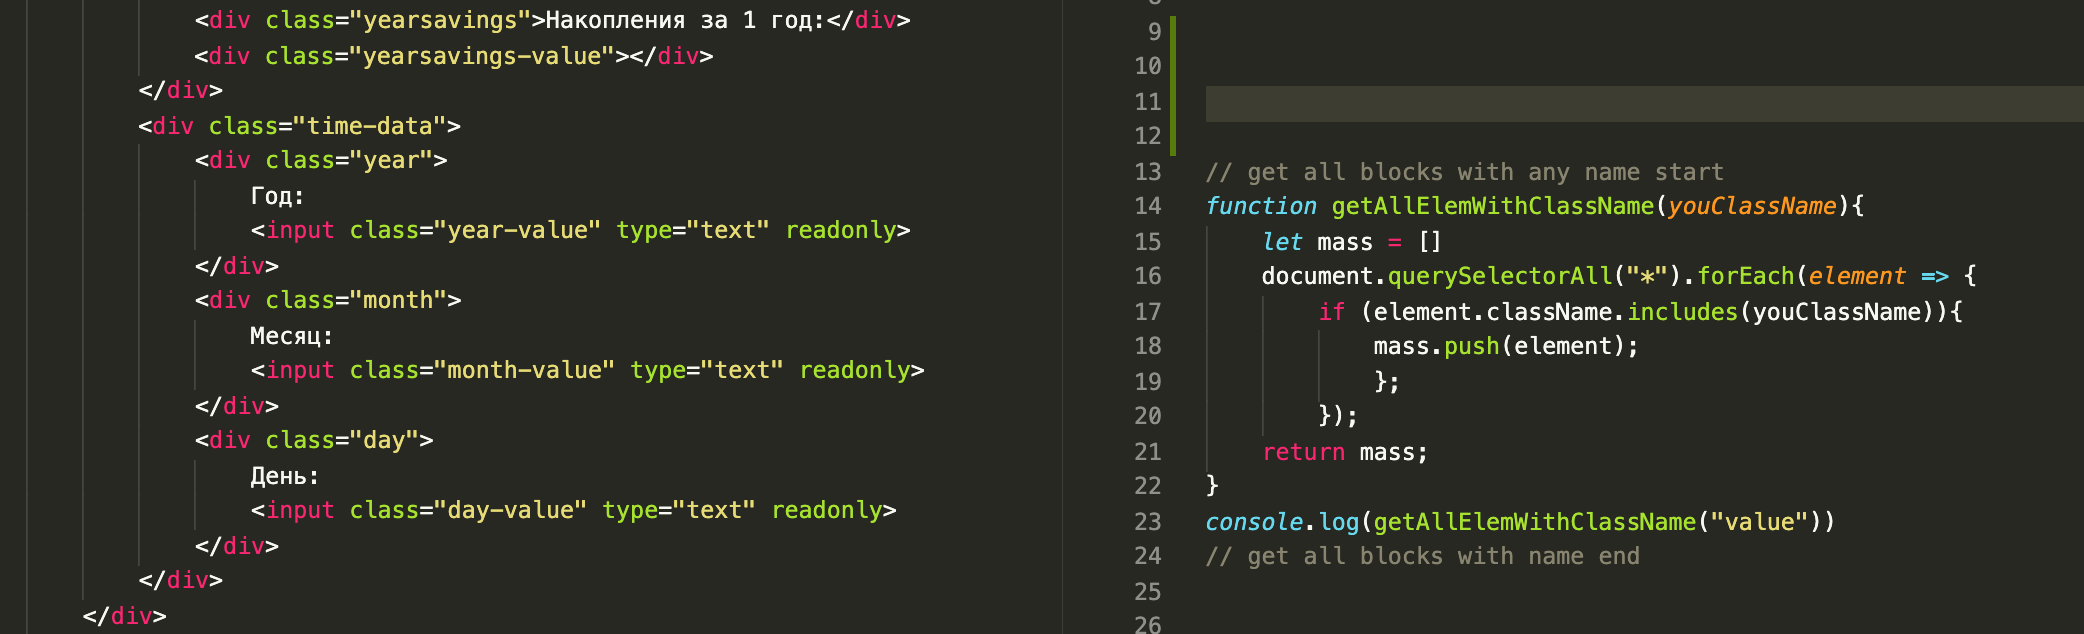 <div class="yearsavings">Накопления за 1 год:</div>
<div class="yearsavings-value"></div>
</div>
<div class="time-data">
<div class="year">
Год:
<input class="year-value" type="text" readonly>
</div>
<div class="month">
Месяц:
<input class="month-value" type="text" readonly>
</div>
<div class="day">
День:
<input class="day-value" type="text" readonly>
</div>
</div>
</div>
9
10
11
12
13 // get all blocks with any name start
14 function getAllElemWithClassName(youClassName){
15 let mass = []
16 document.querySelectorAll("*").forEach(element => {
17 if (element.className.includes(youClassName)){
18 mass.push(element);
19 };
20 });
21 return mass;
22 }
23 console.log(getAllElemWithClassName("value"))
24 // get all blocks with name end
25
26